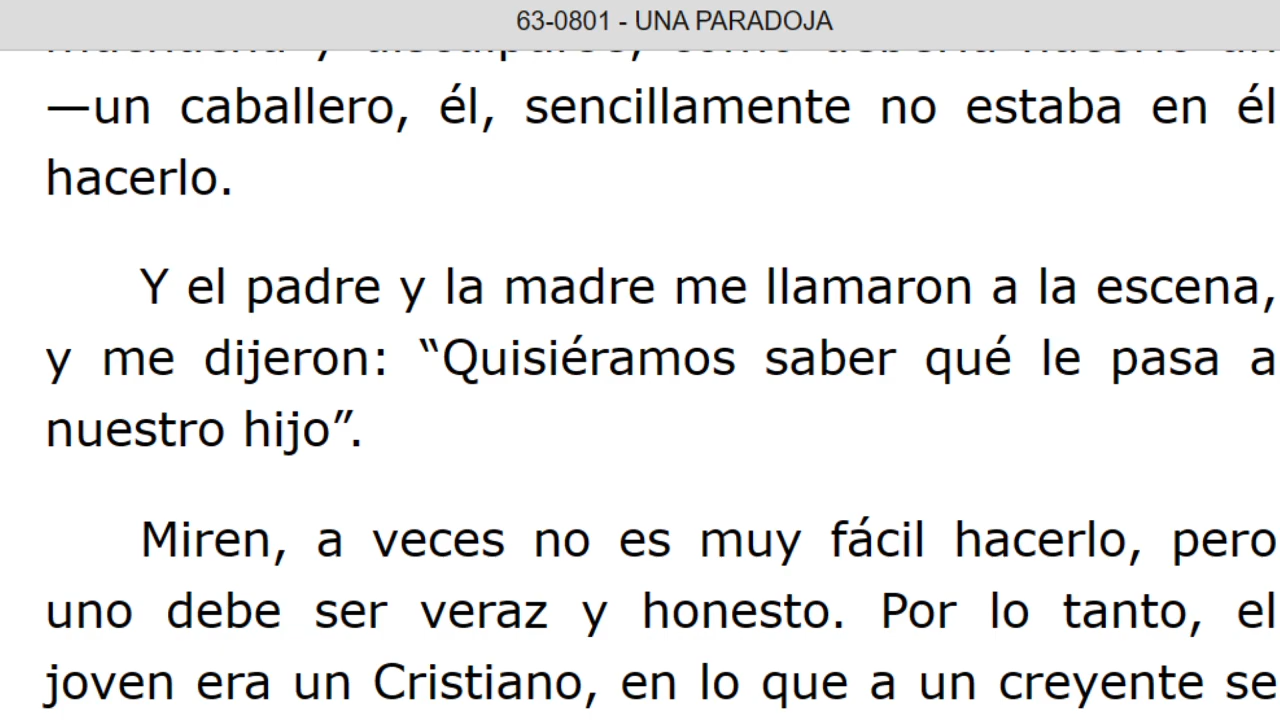 63-0801 - UNA PARADOJA
—un caballero, él, sencillamente no estaba en él
hacerlo.
Y el padre y la madre me llamaron a la escena,
y me dijeron: “Quisiéramos saber qué le pasa a
nuestro hijo”.
Miren, a veces no es muy fácil hacerlo, pero
uno debe ser veraz y honesto. Por lo tanto, el
joven era un Cristiano, en lo que a un creyente se